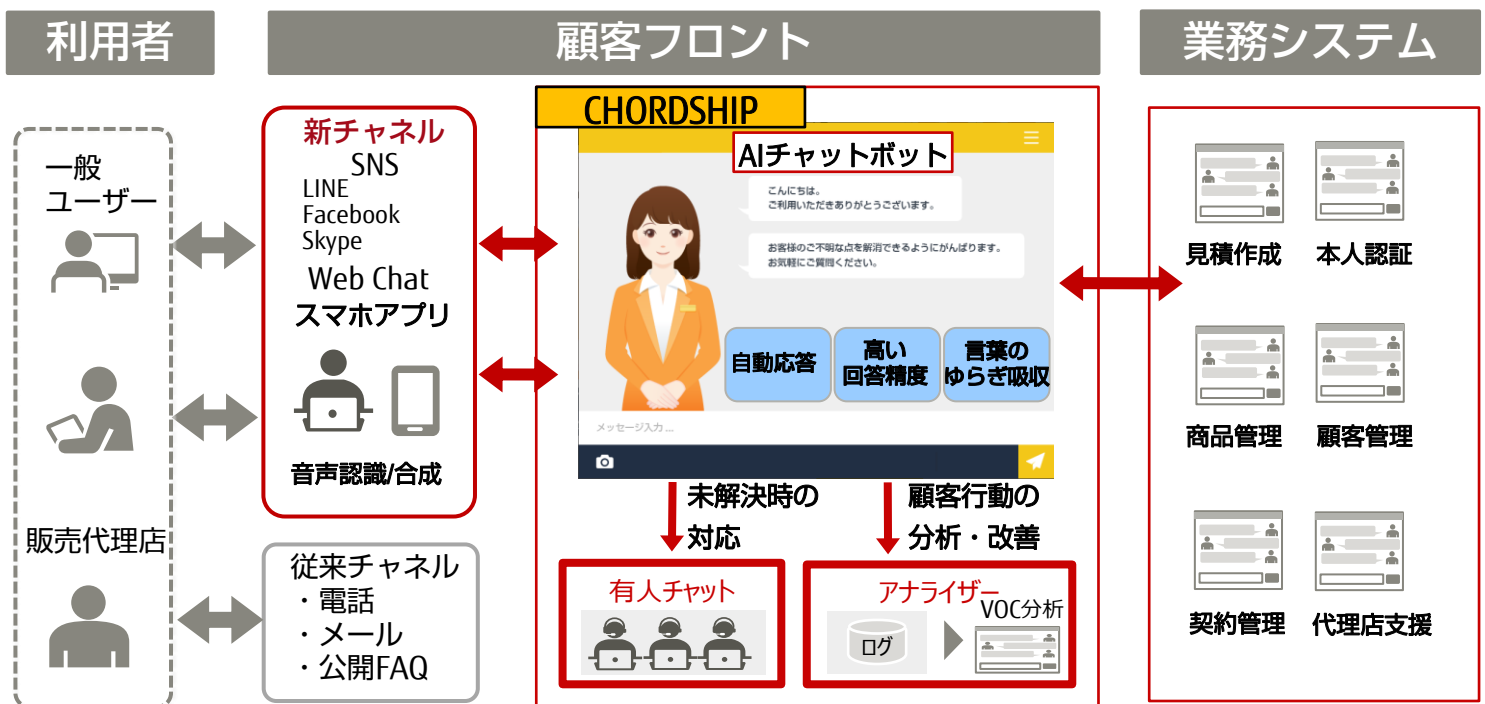 利用者
顧客フロント
業務システム
一般
ユーザー
販売代理店
新チャネル
SNS
LINE
Facebook
Skype
Web Chat
スマホアプリ
音声認識/合成
従来チャネル
・電話
・メール
・公開FAQ
CHORDSHIP
AIチャットボット
こんにちは。
ご利用いただきありがとうございます。
お客様のご不明な点を解消できるようにがんばります。
お気軽にご質問ください。
自動応答
高い
回答精度
言葉の
ゆらぎ吸収
メッセージ入力 ...
未解決時の
対応
顧客行動の
分析・改善
有人チャット
アナライザー
VOC分析
ログ
見積作成
本人認証
商品管理
顧客管理
契約管理
代理店支援